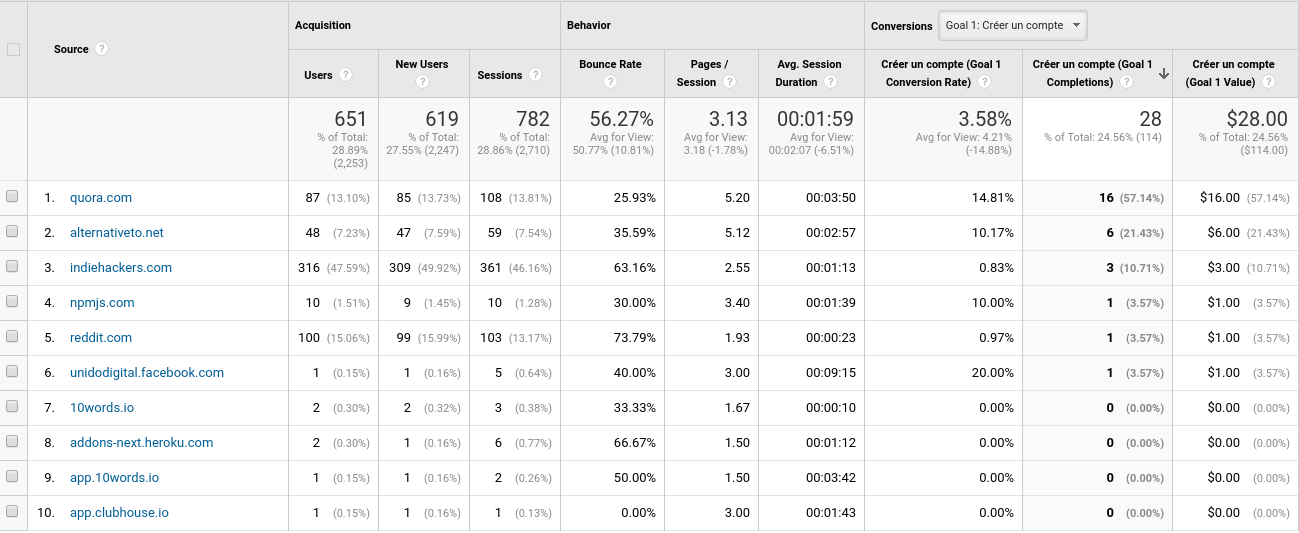 Acquisition Behavior Conversions Goal 1: Créer un compte
Source ?
Users ? New Users ? Sessions ? Bounce Rate ? Pages / Session ? Avg. Session Duration ? Créer un compte (Goal 1 Conversion Rate) ? Créer un compte (Goal 1 Completions) ? Créer un compte (Goal 1 Value) ?
651 619 782 56.27% 3.13 00:01:59 3.58% 28 $28.00
% of Total: 28.89% (2,253) % of Total: 27.55% (2,247) % of Total: 28.86% (2,710) Avg for View: 50.77% (10.81%) Avg for View: 3.18 (-1.78%) Avg for View: 00:02:07 (-6.51%) Avg for View: 4.21% (-14.88%) % of Total: 24.56% (114) % of Total: 24.56% ($114.00)
1. quora.com 87 (13.10%) 85 (13.73%) 108 (13.81%) 25.93% 5.20 00:03:50 14.81% 16 (57.14%) $16.00 (57.14%)
2. alternativeto.net 48 (7.23%) 47 (7.59%) 59 (7.54%) 35.59% 5.12 00:02:57 10.17% 6 (21.43%) $6.00 (21.43%)
3. indiehackers.com 316 (47.59%) 309 (49.92%) 361 (46.16%) 63.16% 2.55 00:01:13 0.83% 3 (10.71%) $3.00 (10.71%)
4. npmjs.com 10 (1.51%) 9 (1.45%) 10 (1.28%) 30.00% 3.40 00:01:39 10.00% 1 (3.57%) $1.00 (3.57%)
5. reddit.com 100 (15.06%) 99 (15.99%) 103 (13.17%) 73.79% 1.93 00:00:23 0.97% 1 (3.57%) $1.00 (3.57%)
6. unidodigital.facebook.com 1 (0.15%) 1 (0.16%) 5 (0.64%) 40.00% 3.00 00:09:15 20.00% 1 (3.57%) $1.00 (3.57%)
7. 10words.io 2 (0.30%) 2 (0.32%) 3 (0.38%) 33.33% 1.67 00:00:10 0.00% 0 (0.00%) $0.00 (0.00%)
8. addons-next.heroku.com 2 (0.30%) 1 (0.16%) 6 (0.77%) 66.67% 1.50 00:01:12 0.00% 0 (0.00%) $0.00 (0.00%)
9. app.10words.io 1 (0.15%) 1 (0.16%) 2 (0.26%) 50.00% 1.50 00:03:42 0.00% 0 (0.00%) $0.00 (0.00%)
10. app.clubhouse.io 1 (0.15%) 1 (0.16%) 1 (0.13%) 0.00% 3.00 00:01:43 0.00% 0 (0.00%) $0.00 (0.00%)